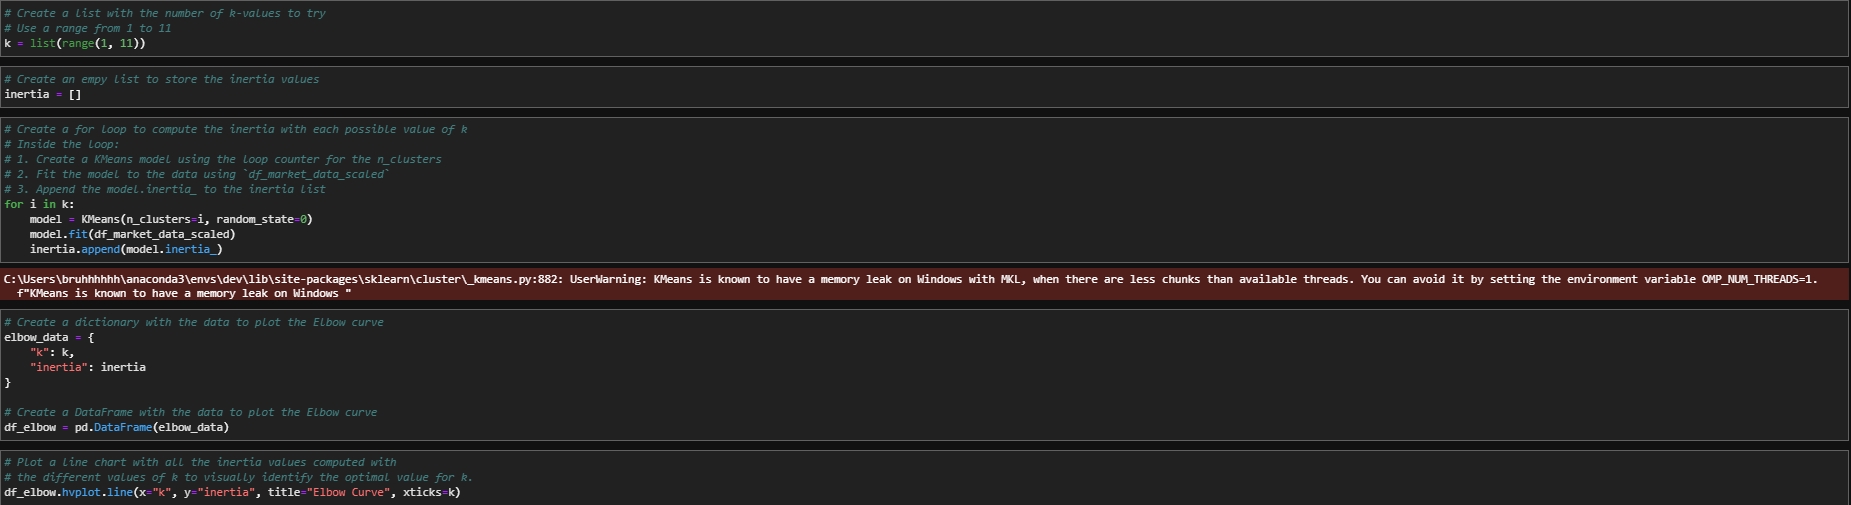 # Create a list with the number of k-values to try
# Use a range from 1 to 11
k = list(range(1, 11))
# Create an empy list to store the inertia values
inertia = []
# Create a for loop to compute the inertia with each possible value of k
# Inside the loop:
# 1. Create a KMeans model using the loop counter for the n_clusters
# 2. Fit the model to the data using `df_market_data_scaled`
# 3. Append the model.inertia_ to the inertia list
for i in k:
    model = KMeans(n_clusters=i, random_state=0)
    model.fit(df_market_data_scaled)
    inertia.append(model.inertia_)
C:\Users\bruhhhhhh\anaconda3\envs\dev\lib\site-packages\sklearn\cluster\_kmeans.py:882: UserWarning: KMeans is known to have a memory leak on Windows with MKL, when there are less chunks than available threads. You can avoid it by setting the environment variable OMP_NUM_THREADS=1.
  f"KMeans is known to have a memory leak on Windows "
# Create a dictionary with the data to plot the Elbow curve
elbow_data = {
    "k": k,
    "inertia": inertia
}
# Create a DataFrame with the data to plot the Elbow curve
df_elbow = pd.DataFrame(elbow_data)
# Plot a line chart with all the inertia values computed with
# the different values of k to visually identify the optimal value for k.
df_elbow.hvplot.line(x="k", y="inertia", title="Elbow Curve", xticks=k)